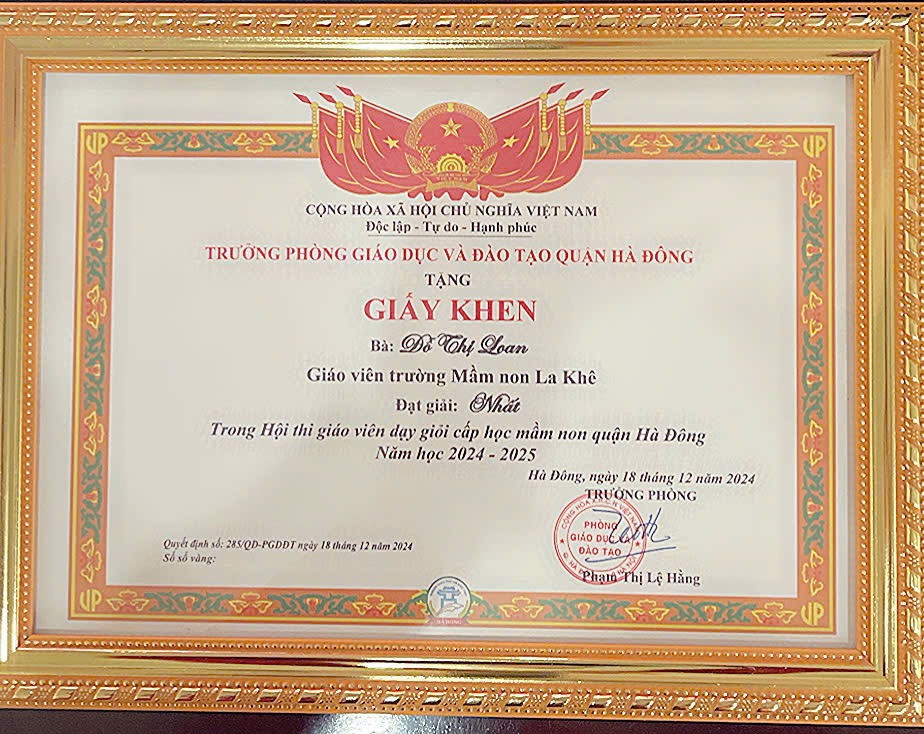 CỘNG HÒA XÃ HỘI CHỦ NGHĨA VIỆT NAM
Độc lập - Tự do - Hạnh phúc
TRƯỞNG PHÒNG GIÁO DỤC VÀ ĐÀO TẠO QUẬN HÀ ĐÔNG
TẶNG
GIẤY KHEN
Bà: Đỗ Thị Loan
Giáo viên trường Mầm non La Khê
Đạt giải: Nhất
Trong Hội thi giáo viên dạy giỏi cấp học mầm non quận Hà Đông
Năm học 2024 - 2025
Hà Đông, ngày 18 tháng 12 năm 2024
TRƯỞNG PHÒNG
PHÒNG
GIÁO DỤC
ĐÀO TẠO
Phạm Thị Lệ Hằng
Quyết định số: 285/QD-PGDĐT ngày 18 tháng 12 năm 2024
Số sổ vàng:
HÀ ĐÔNG